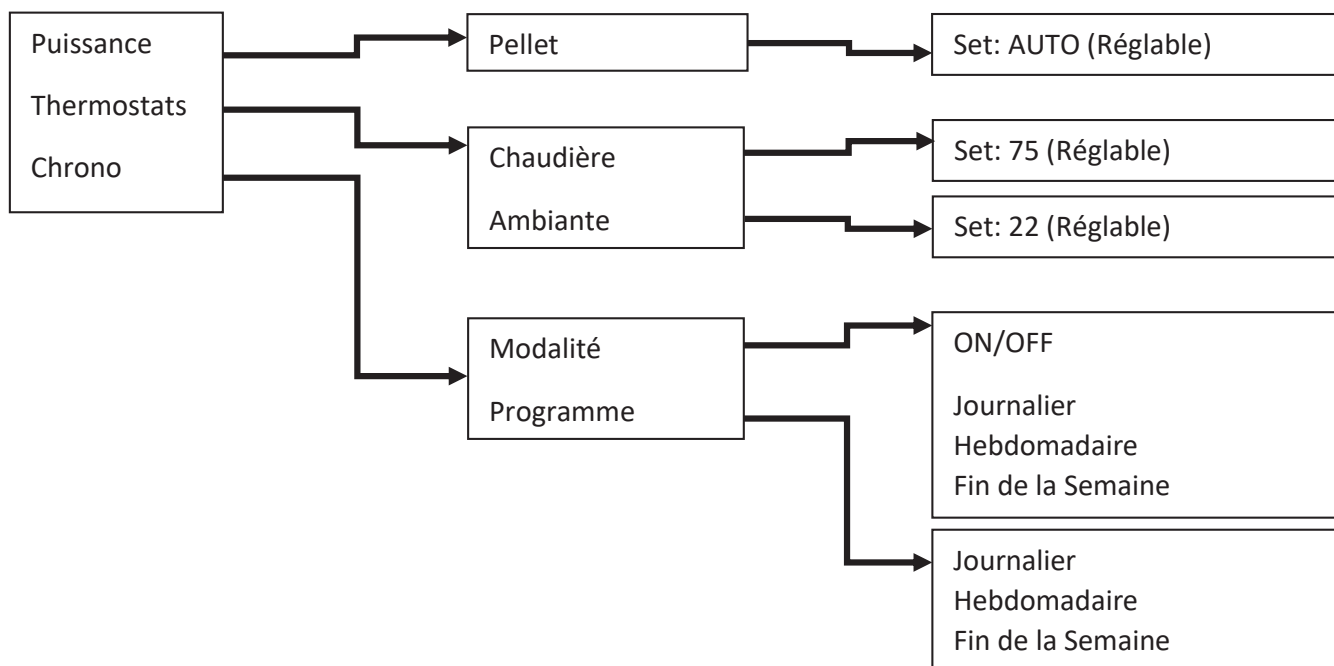 Puissance
Thermostats
Chrono
Pellet
Set: AUTO (Réglable)
Chaudière
Ambiante
Set: 75 (Réglable)
Set: 22 (Réglable)
Modalité
Programme
ON/OFF
Journalier
Hebdomadaire
Fin de la Semaine
Journalier
Hebdomadaire
Fin de la Semaine